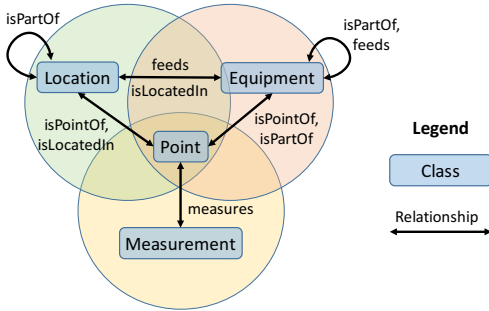 isPartOf
isPartOf,
feeds
Location
feeds
isLocatedIn
Equipment
isPointOf,
isLocatedIn
isPointOf,
isPartOf
Point
measures
Measurement
Legend
Class
Relationship